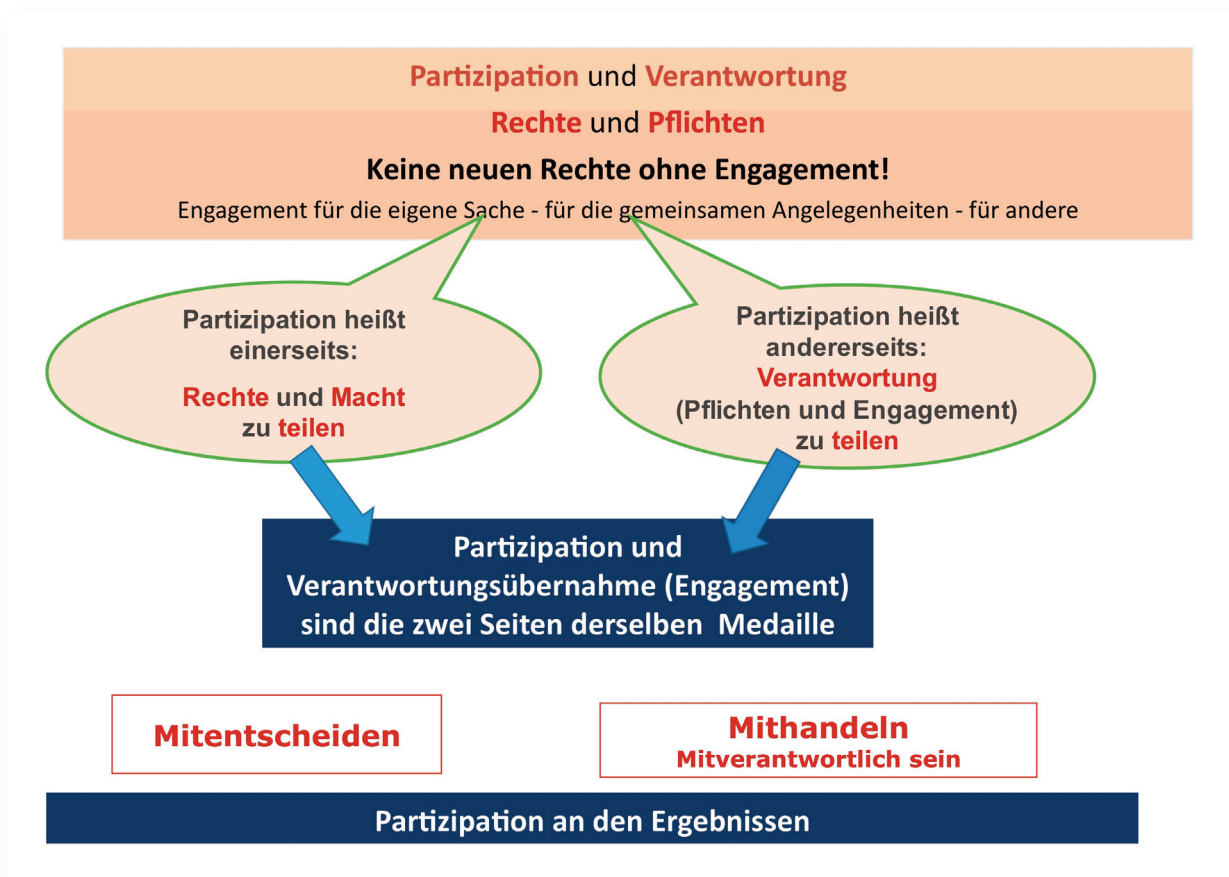 Partizipation und Verantwortung
Rechte und Pflichten
Keine neuen Rechte ohne Engagement!
Engagement für die eigene Sache - für die gemeinsamen Angelegenheiten - für andere
Partizipation heißt
einerseits:
Rechte und Macht
zu teilen
Partizipation heißt
andererseits:
Verantwortung
(Pflichten und Engagement)
zu teilen
Partizipation und
Verantwortungsübernahme (Engagement)
sind die zwei Seiten derselben Medaille
Mitentscheiden
Mithandeln
Mitverantwortlich sein
Partizipation an den Ergebnissen